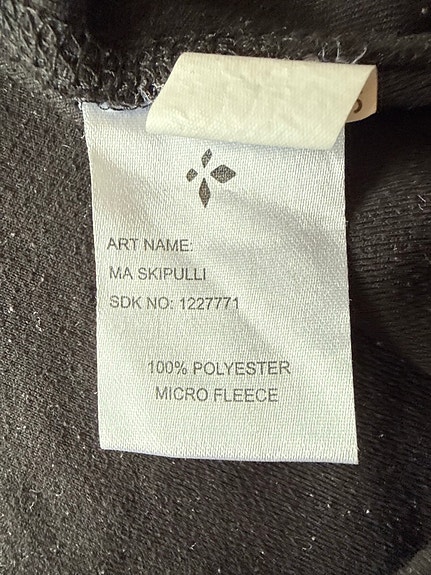 ART NAME:
MA SKIPULLI
SDK NO: 1227771
100% POLYESTER
MICRO FLEECE